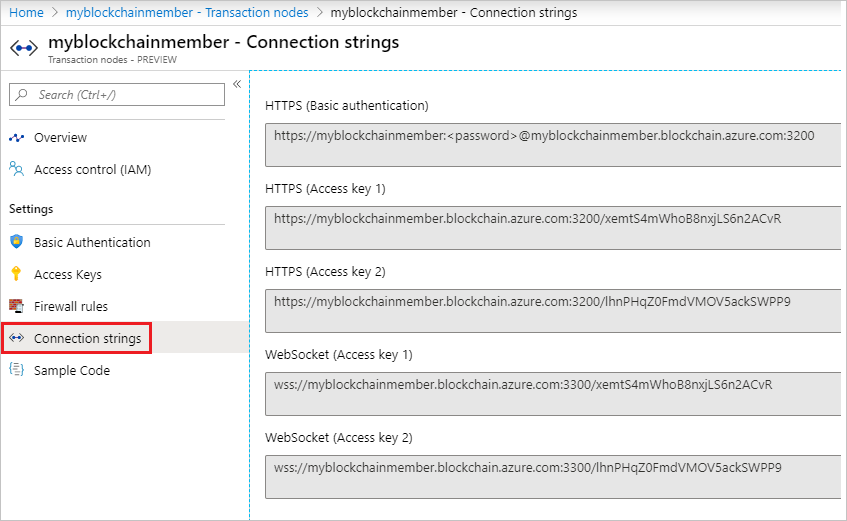 Home > myblockchainmember - Transaction nodes > myblockchainmember - Connection strings
myblockchainmember - Connection strings
Transaction nodes - PREVIEW
Search (Ctrl+/)
«
Overview
Access control (IAM)
Settings
Basic Authentication
Access Keys
Firewall rules
Connection strings
Sample Code
HTTPS (Basic authentication)
https://myblockchainmember:<password>@myblockchainmember.blockchain.azure.com:3200
HTTPS (Access key 1)
https://myblockchainmember.blockchain.azure.com:3200/xemtS4mWhoB8nxjLS6n2ACvR
HTTPS (Access key 2)
https://myblockchainmember.blockchain.azure.com:3200/lhnPHqZ0FmdVMOV5ackSWPP9
WebSocket (Access key 1)
wss://myblockchainmember.blockchain.azure.com:3300/xemtS4mWhoB8nxjLS6n2ACvR
WebSocket (Access key 2)
wss://myblockchainmember.blockchain.azure.com:3300/lhnPHqZ0FmdVMOV5ackSWPP9